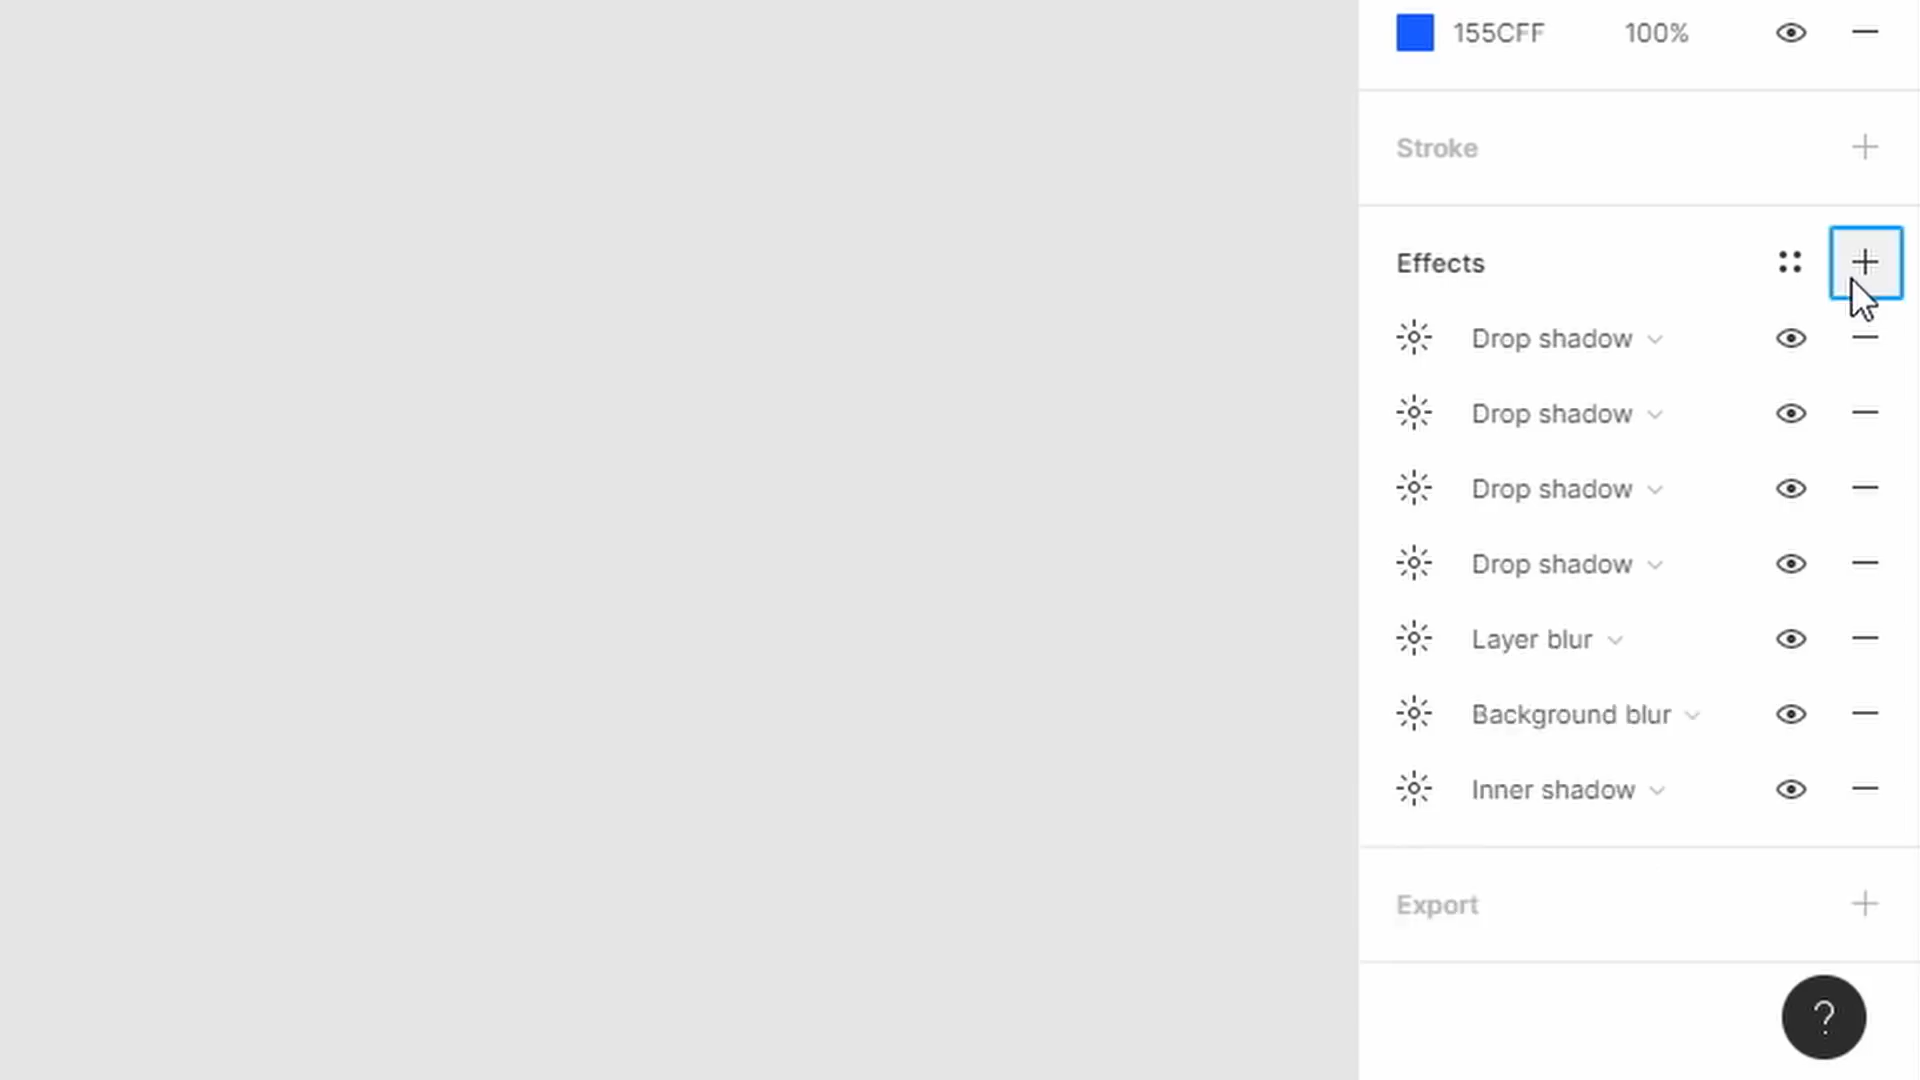 155CFF 100%
Stroke
Effects
Drop shadow
Drop shadow
Drop shadow
Drop shadow
Layer blur
Background blur
Inner shadow
Export
?